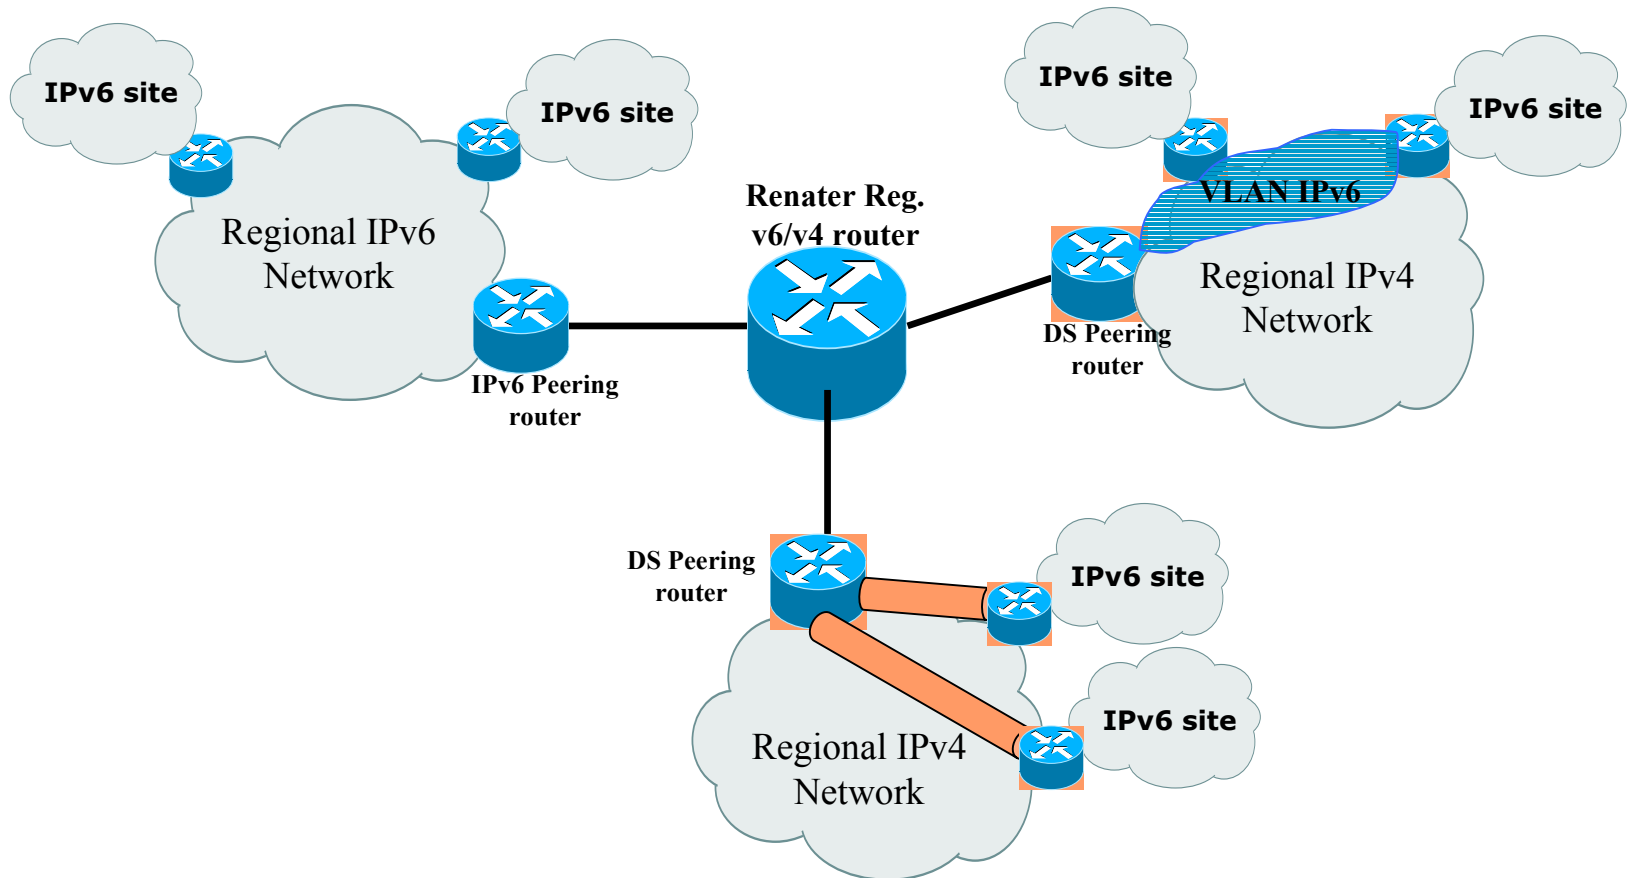 IPv6 site
IPv6 site
IPv6 site
IPv6 site
Renater Reg.
v6/v4 router
VLAN IPv6
Regional IPv6
Network
Regional IPv4
Network
DS Peering
router
IPv6 Peering
router
DS Peering
router
IPv6 site
IPv6 site
Regional IPv4
Network